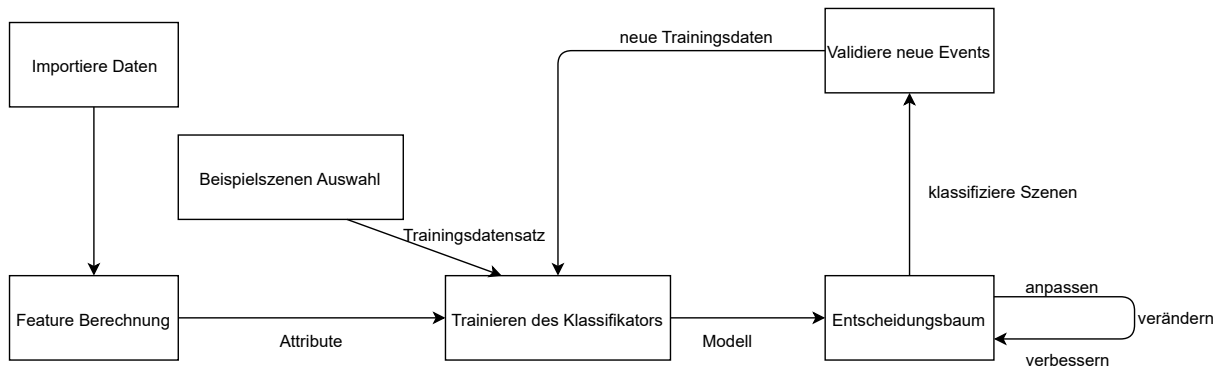 neue Trainingsdaten
Validiere neue Events
Importiere Daten
Beispielszenen Auswahl
klassifiziere Szenen
Trainingsdatensatz
anpassen
Feature Berechnung
Trainieren des Klassifikators
Entscheidungsbaum
verändern
Attribute
Modell
verbessern